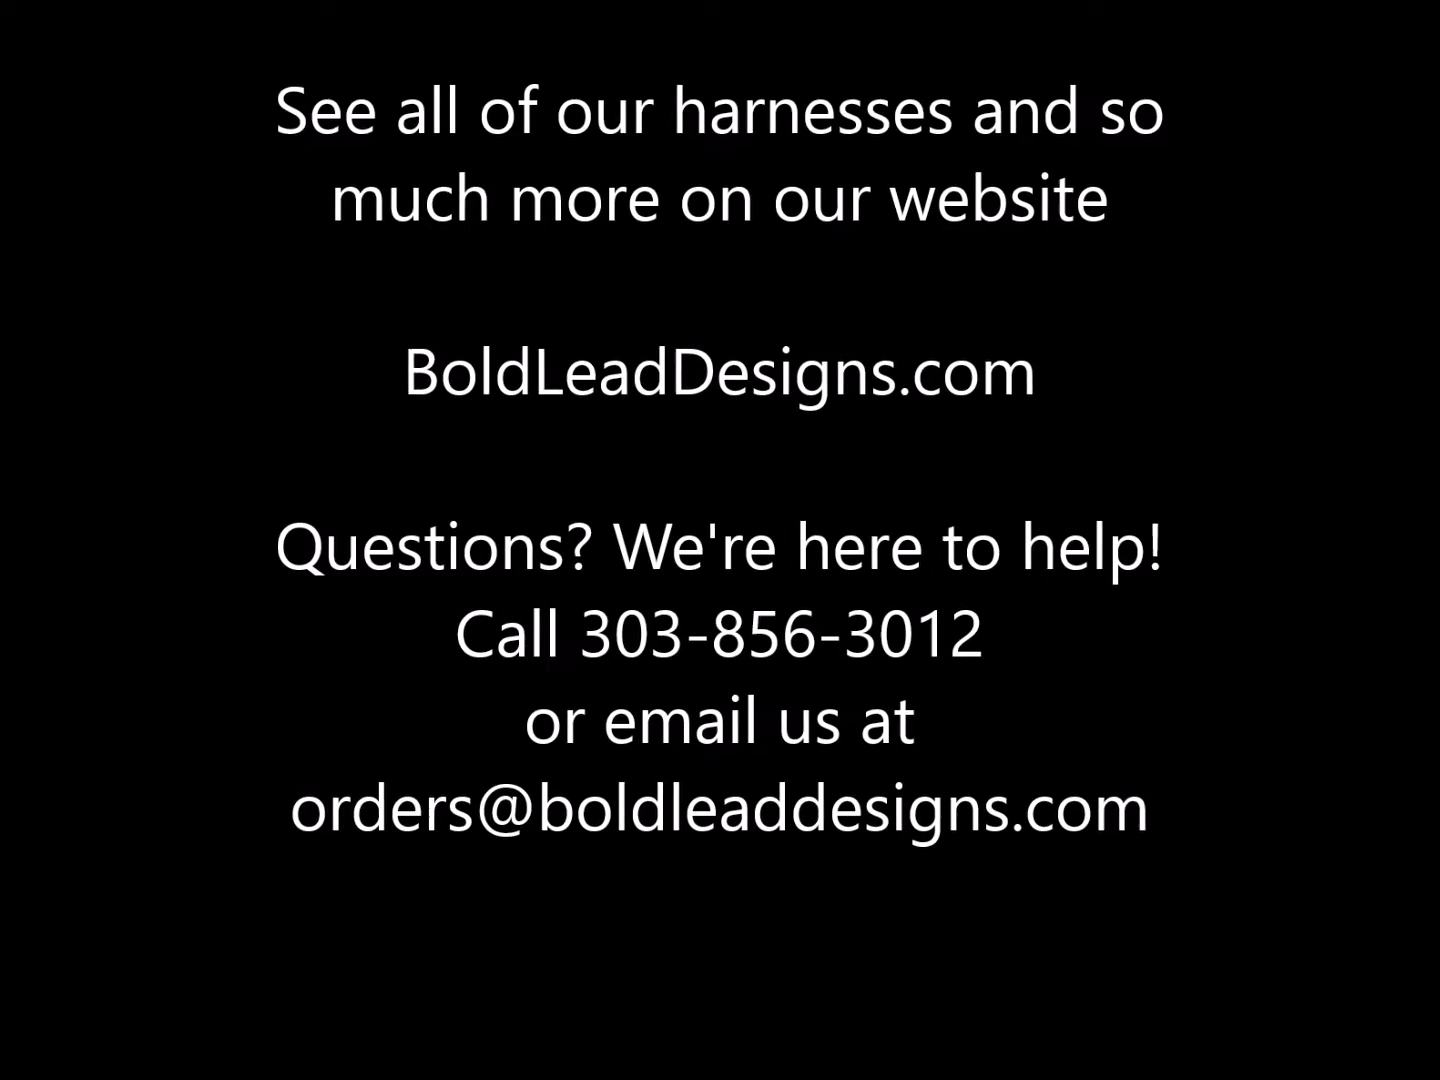 See all of our harnesses and so
much more on our website
BoldLeadDesigns.com
Questions? We're here to help!
Call 303-856-3012
or email us at
orders@boldleaddesigns.com